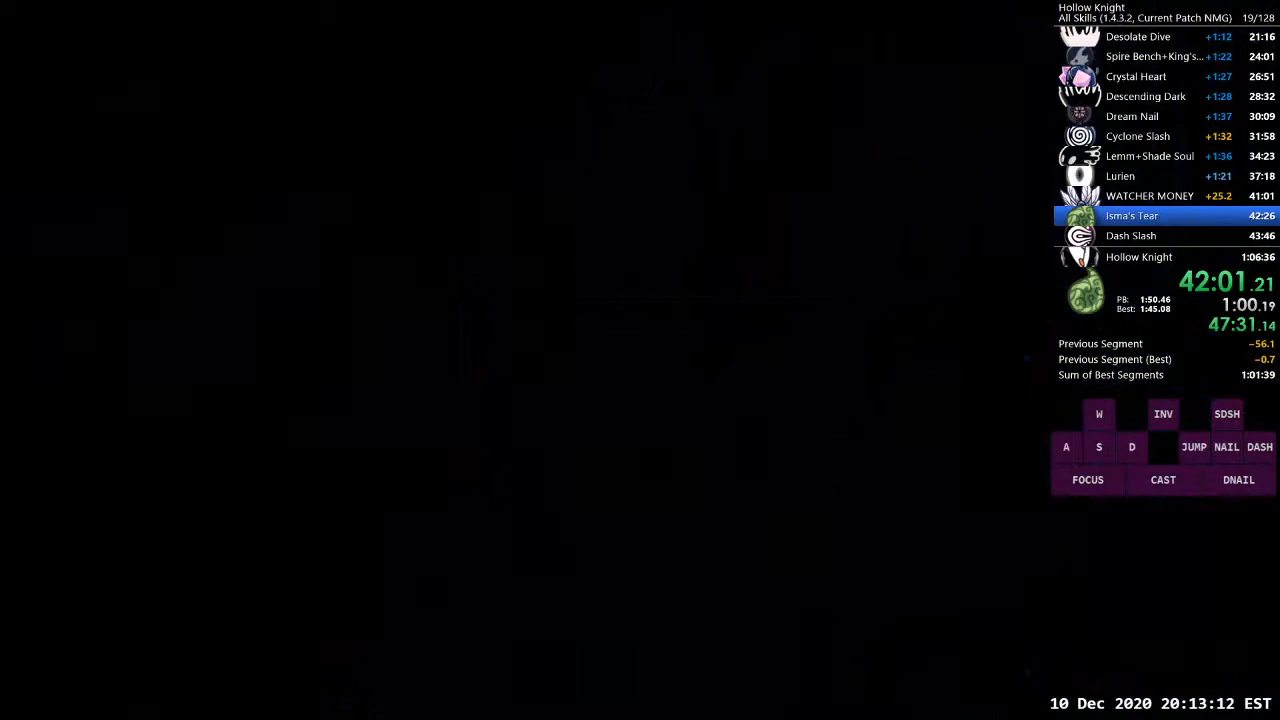 Hollow Knight
All Skills (1.4.3.2, Current Patch NMG) 19/128
Desolate Dive +1:12 21:16
Spire Bench+King's... +1:22 24:01
Crystal Heart +1:27 26:51
Descending Dark +1:28 28:32
Dream Nail +1:37 30:09
Cyclone Slash +1:32 31:58
Lemm+Shade Soul +1:36 34:23
Lurien +1:21 37:18
WATCHER MONEY +25.2 41:01
Isma's Tear 42:26
Dash Slash 43:46
Hollow Knight 1:06:36
42:01.21
PB: 1:50.46 1:00.19
Best: 1:45.08
47:31.14
Previous Segment −56.1
Previous Segment (Best) −0.7
Sum of Best Segments 1:01:39
W INV SDSH
A S D JUMP NAIL DASH
FOCUS CAST DNAIL
10 Dec 2020 20:13:12 EST